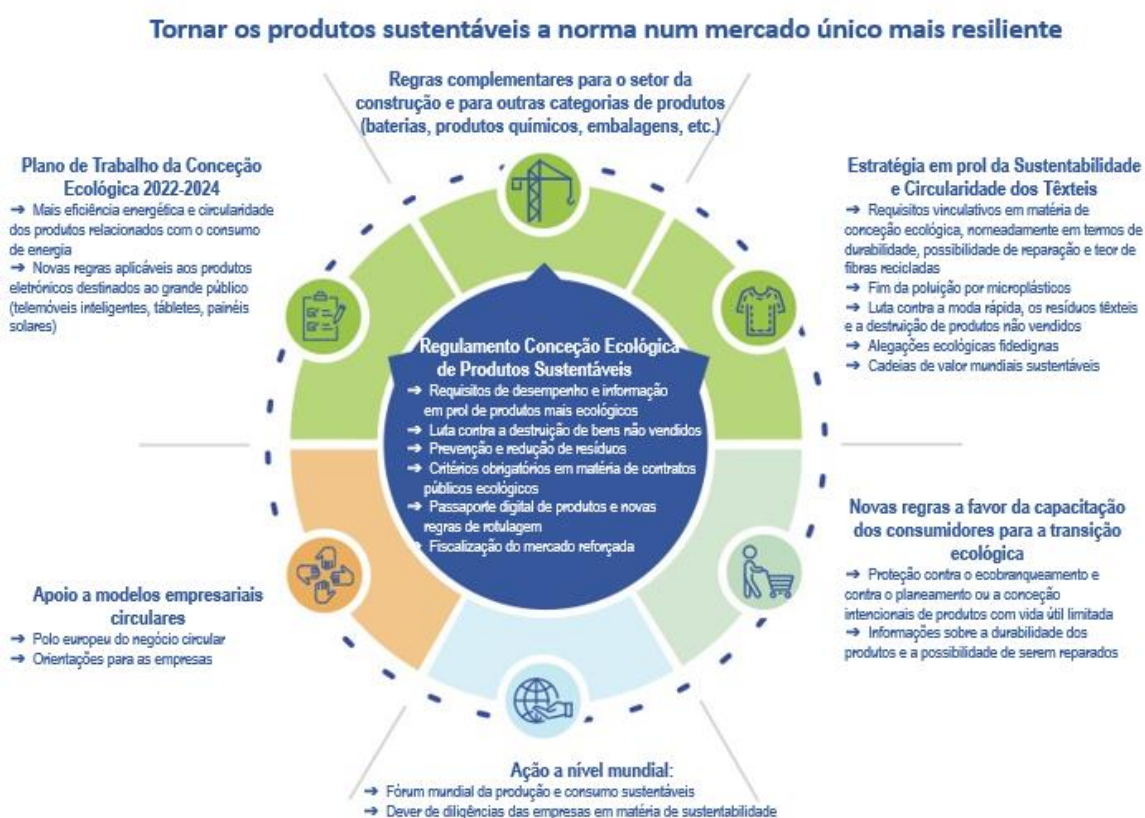 Tornar os produtos sustentáveis a norma num mercado único mais resiliente
Regras complementares para o setor da
construção e para outras categorias de produtos
(baterias, produtos químicos, embalagens, etc.)
Plano de Trabalho da Conceção
Ecológica 2022-2024
→ Mais eficiência energética e circularidade
dos produtos relacionados com o consumo
de energia
→ Novas regras aplicáveis aos produtos
eletrónicos destinados ao grande público
(telemóveis inteligentes, tábletes, painéis
solares)
Estratégia em prol da Sustentabilidade
e Circularidade dos Têxteis
→ Requisitos vinculativos em matéria de
conceção ecológica, nomeadamente em termos de
durabilidade, possibilidade de reparação e teor de
fibras recicladas
→ Fim da poluição por microplásticos
→ Luta contra a moda rápida, os resíduos têxteis
e a destruição de produtos não vendidos
→ Alegações ecológicas fidedignas
→ Cadeias de valor mundiais sustentáveis
Regulamento Conceção Ecológica
de Produtos Sustentáveis
→ Requisitos de desempenho e informação
em prol de produtos mais ecológicos
→ Luta contra a destruição de bens não vendidos
→ Prevenção e redução de resíduos
→ Critérios obrigatórios em matéria de contratos
públicos ecológicos
→ Passaporte digital de produtos e novas
regras de rotulagem
→ Fiscalização do mercado reforçada
Novas regras a favor da capacitação
dos consumidores para a transição
ecológica
→ Proteção contra o ecobranqueamento e
contra o planeamento ou a conceção
intencionais de produtos com vida útil limitada
→ Informações sobre a durabilidade dos
produtos e a possibilidade de serem reparados
Apoio a modelos empresariais
circulares
→ Polo europeu do negócio circular
→ Orientações para as empresas
Ação a nível mundial:
→ Fórum mundial da produção e consumo sustentáveis
→ Dever de diligências das empresas em matéria de sustentabilidade